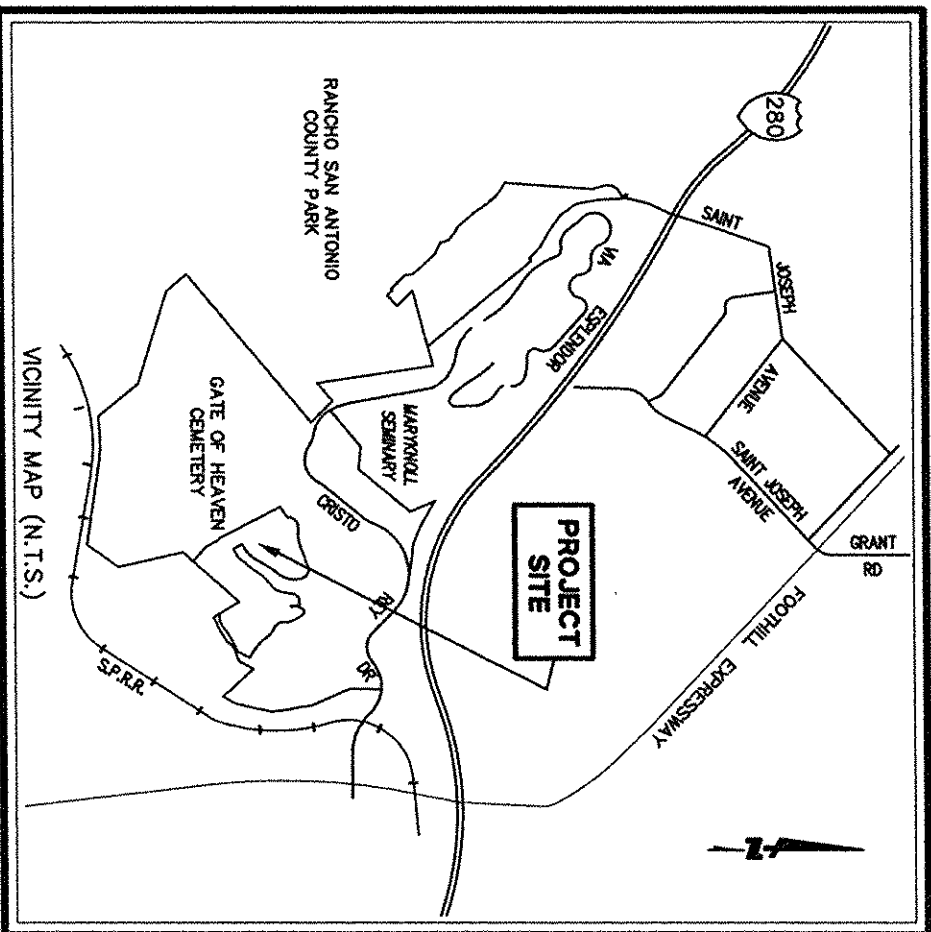 280
SAINT
JOSEPH
AVENUE
SAINT JOSEPH
AVENUE
GRANT
RD
FOOTHILL EXPRESSWAY
VIA
ESPLENDOR
RANCHO SAN ANTONIO
COUNTY PARK
MARYKNOLL
SEMINARY
CRISTO
REY
DR
PROJECT
SITE
GATE OF HEAVEN
CEMETERY
S.P.R.R.
N
VICINITY MAP (N.T.S.)